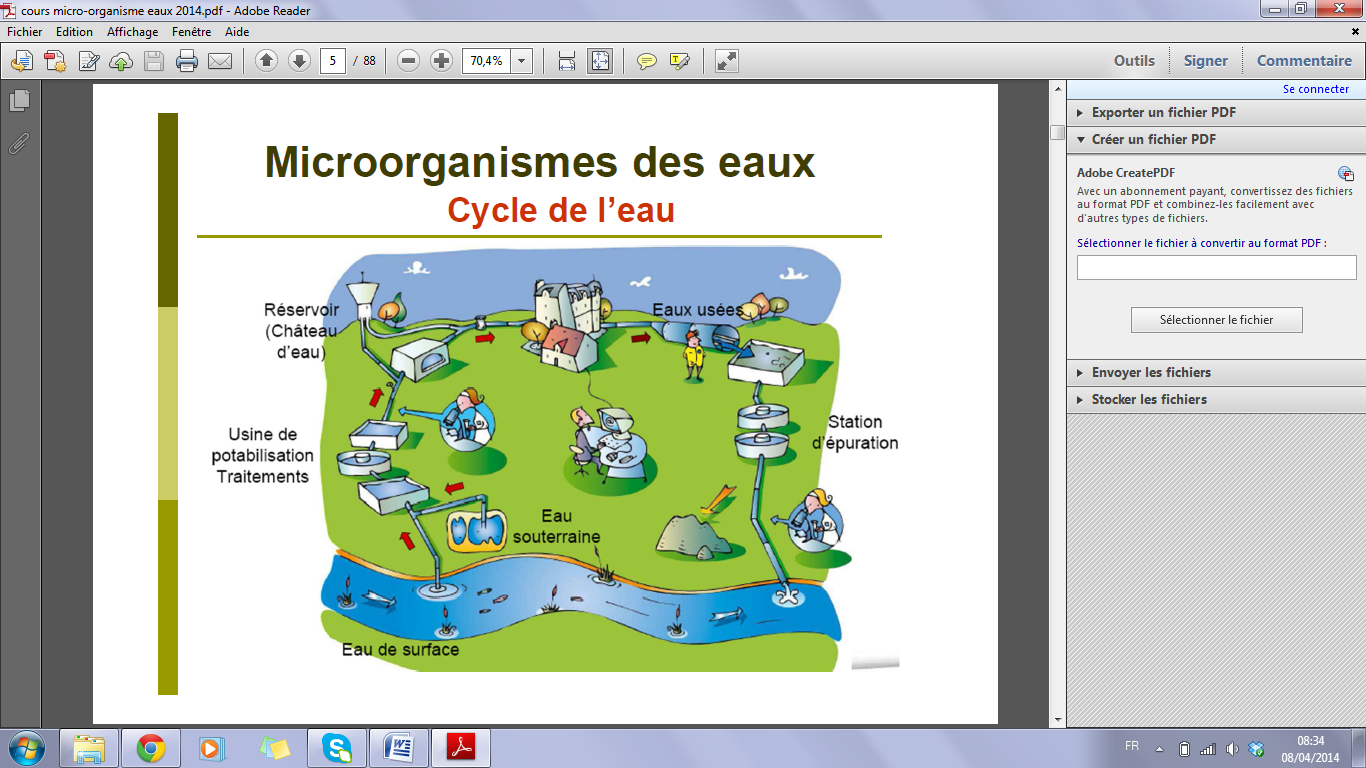 cours micro-organisme eaux 2014.pdf - Adobe Reader
Fichier Edition Affichage Fenêtre Aide
5 / 88 70,4% Outils Signer Commentaire
Se connecter
Exporter un fichier PDF
Créer un fichier PDF
Adobe CreatePDF
Avec un abonnement payant, convertissez des fichiers
au format PDF et combinez-les facilement avec
d'autres types de fichiers.
Sélectionner le fichier à convertir au format PDF :
Sélectionner le fichier
Envoyer les fichiers
Stocker les fichiers
Microorganismes des eaux
Cycle de l’eau
Réservoir
(Château
d’eau)
Eaux usées
Usine de
potabilisation
Traitements
Station
d’épuration
Eau
souterraine
Eau de surface
FR
08:34
08/04/2014